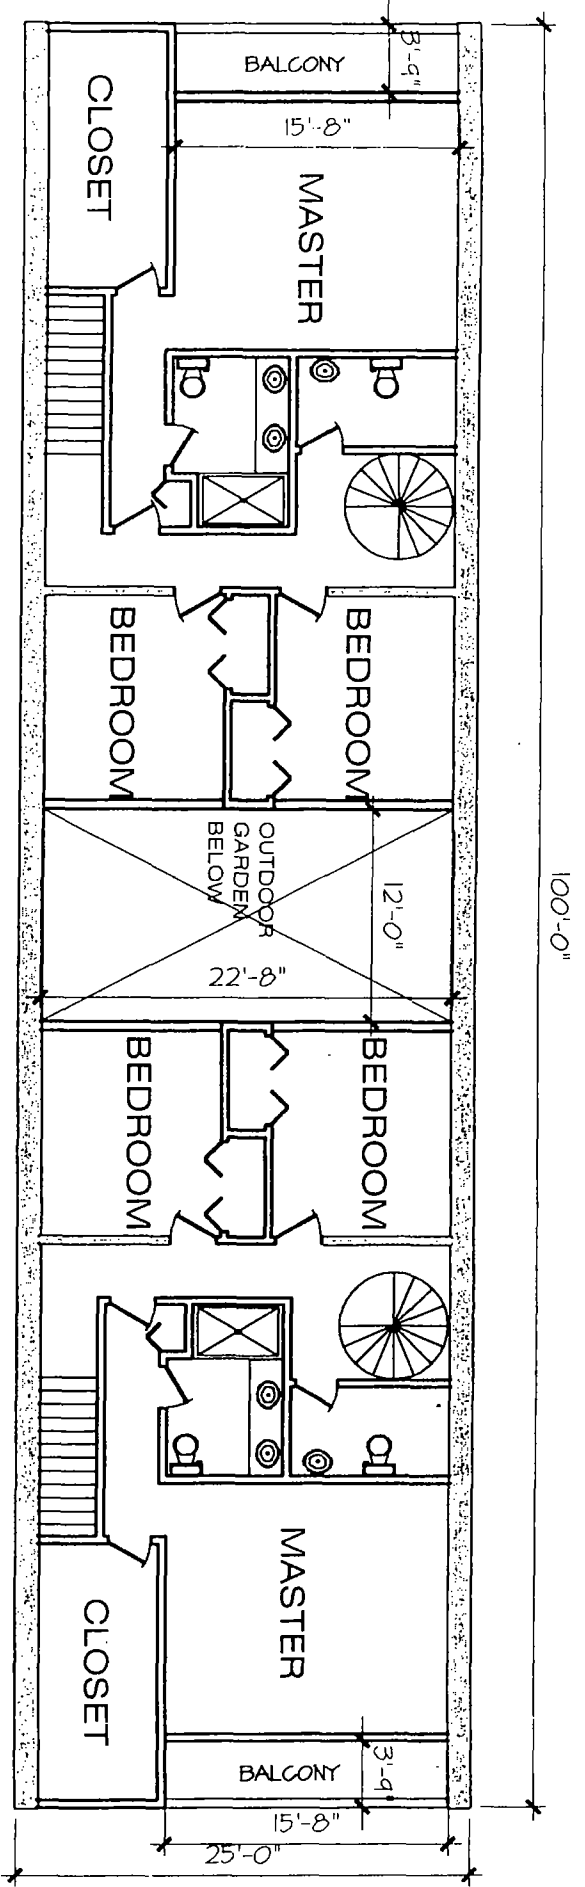 BALCONY
3'-9"
15'-8"
CLOSET
MASTER
BEDROOM
BEDROOM
OUTDOOR
GARDEN
BELOW
12'-0"
22'-8"
100'-0"
BEDROOM
BEDROOM
MASTER
CLOSET
BALCONY
3'-9"
15'-8"
25'-0"